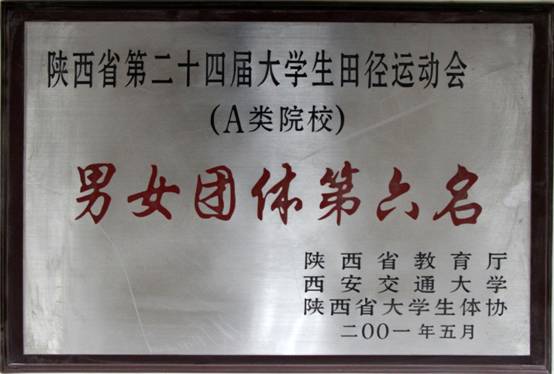 陕西省第二十四届大学生田径运动会
(A类院校)
男女团体第六名
陕西省教育厅
西安交通大学
陕西省大学生体协
二OO一年五月